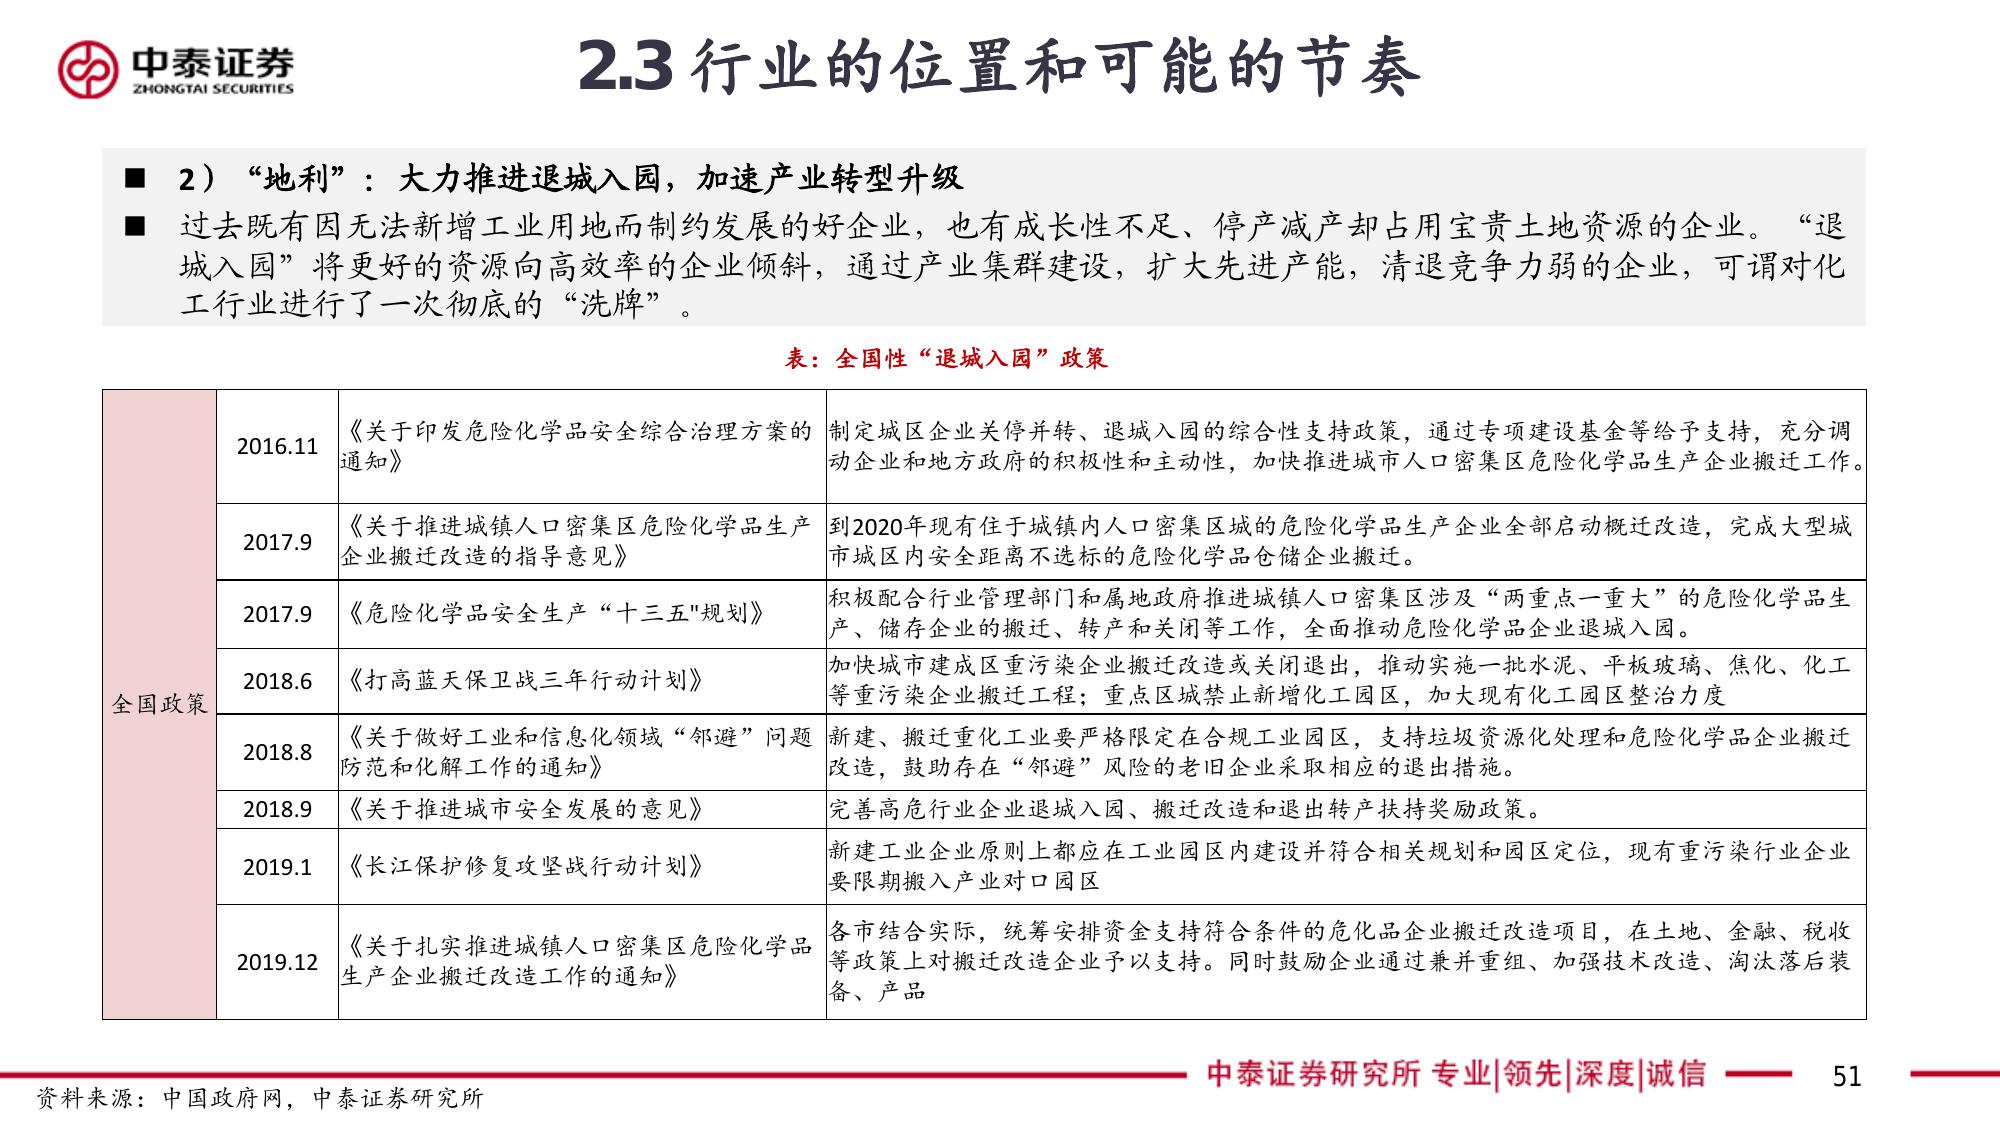 中泰证券
ZHONGTAI SECURITIES
2.3 行业的位置和可能的节奏
■ 2）“地利”：大力推进退城入园，加速产业转型升级
■ 过去既有因无法新增工业用地而制约发展的好企业，也有成长性不足、停产减产却占用宝贵土地资源的企业。“退
城入园”将更好的资源向高效率的企业倾斜，通过产业集群建设，扩大先进产能，清退竞争力弱的企业，可谓对化
工行业进行了一次彻底的“洗牌”。
表：全国性“退城入园”政策
全国政策
2016.11
《关于印发危险化学品安全综合治理方案的
通知》
制定城区企业关停并转、退城入园的综合性支持政策，通过专项建设基金等给予支持，充分调
动企业和地方政府的积极性和主动性，加快推进城市人口密集区危险化学品生产企业搬迁工作。
2017.9
《关于推进城镇人口密集区危险化学品生产
企业搬迁改造的指导意见》
到2020年现有住于城镇内人口密集区城的危险化学品生产企业全部启动概迁改造，完成大型城
市城区内安全距离不选标的危险化学品仓储企业搬迁。
2017.9
《危险化学品安全生产“十三五"规划》
积极配合行业管理部门和属地政府推进城镇人口密集区涉及“两重点一重大”的危险化学品生
产、储存企业的搬迁、转产和关闭等工作，全面推动危险化学品企业退城入园。
2018.6
《打高蓝天保卫战三年行动计划》
加快城市建成区重污染企业搬迁改造或关闭退出，推动实施一批水泥、平板玻璃、焦化、化工
等重污染企业搬迁工程；重点区城禁止新增化工园区，加大现有化工园区整治力度
2018.8
《关于做好工业和信息化领域“邻避”问题
防范和化解工作的通知》
新建、搬迁重化工业要严格限定在合规工业园区，支持垃圾资源化处理和危险化学品企业搬迁
改造，鼓助存在“邻避”风险的老旧企业采取相应的退出措施。
2018.9
《关于推进城市安全发展的意见》
完善高危行业企业退城入园、搬迁改造和退出转产扶持奖励政策。
2019.1
《长江保护修复攻坚战行动计划》
新建工业企业原则上都应在工业园区内建设并符合相关规划和园区定位，现有重污染行业企业
要限期搬入产业对口园区
2019.12
《关于扎实推进城镇人口密集区危险化学品
生产企业搬迁改造工作的通知》
各市结合实际，统筹安排资金支持符合条件的危化品企业搬迁改造项目，在土地、金融、税收
等政策上对搬迁改造企业予以支持。同时鼓励企业通过兼并重组、加强技术改造、淘汰落后装
备、产品
中泰证券研究所 专业|领先|深度|诚信
51
资料来源：中国政府网，中泰证券研究所